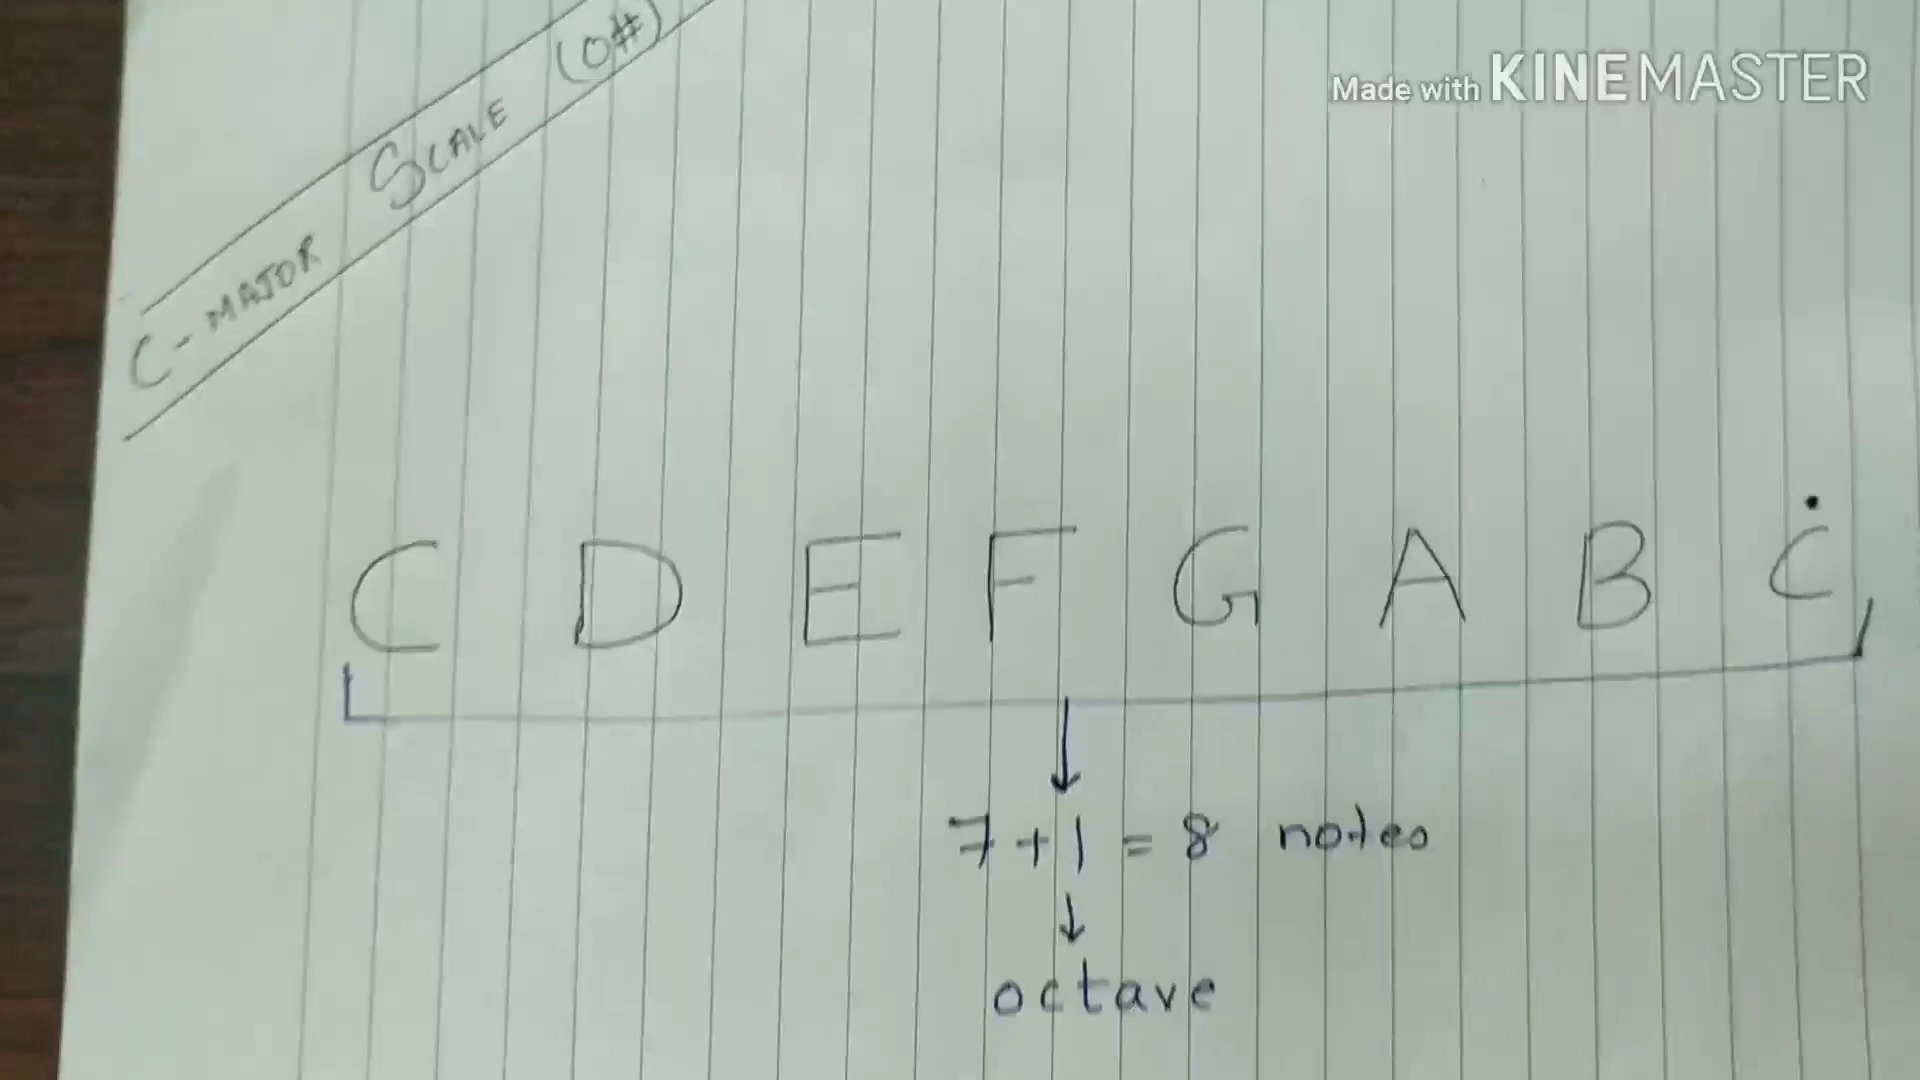 Made with KINEMASTER
C-MAJOR SCALE (0#)
C D E F G A B Ċ
7+1 = 8 notes
octave